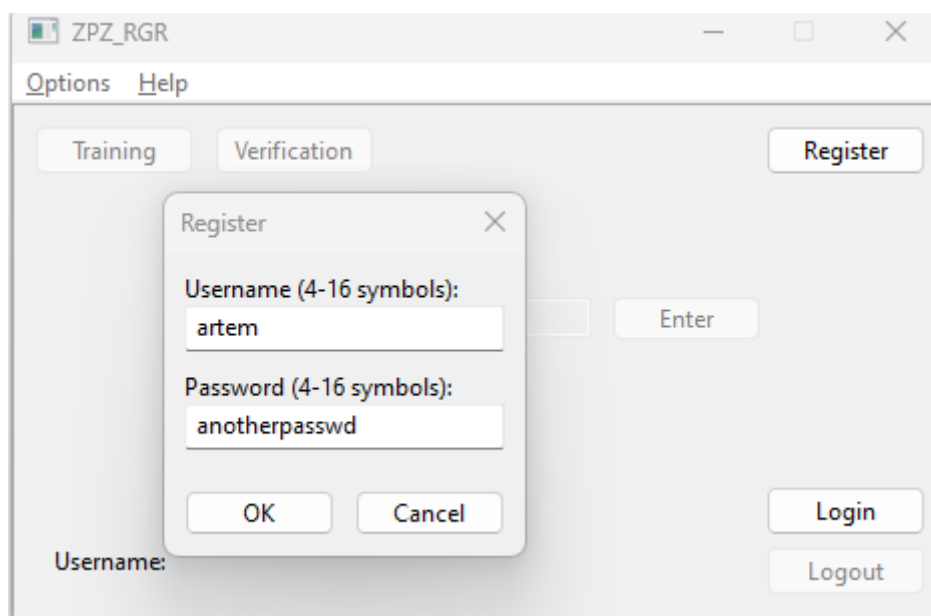 ZPZ_RGR
Options Help
Training Verification Register
Register
Username (4-16 symbols):
artem
Enter
Password (4-16 symbols):
anotherpasswd
OK Cancel
Login
Username:
Logout